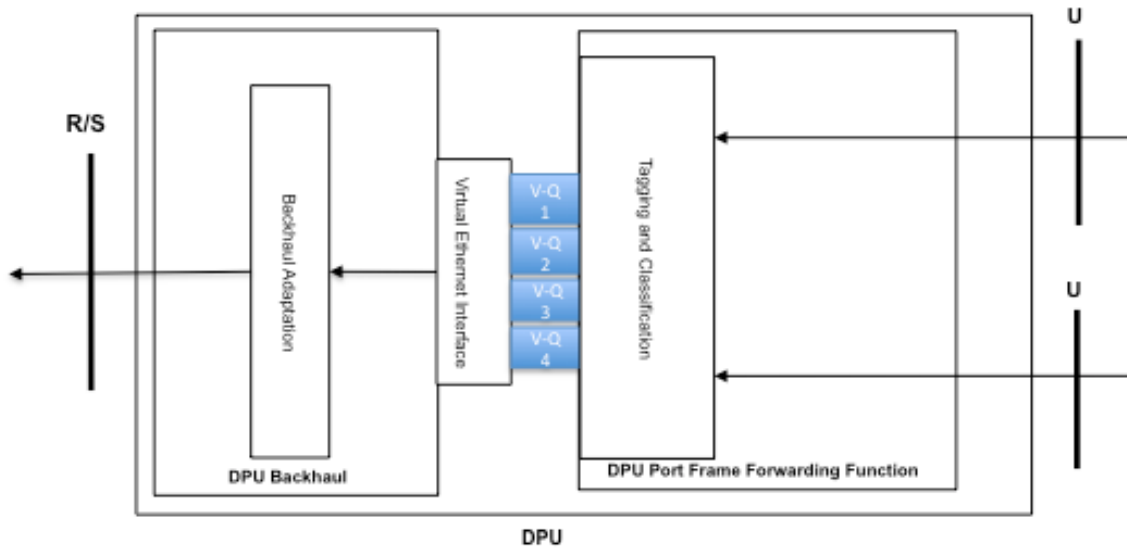 U
R/S
Backhaul Adaptation
Virtual Ethernet Interface
V-Q
1
V-Q
2
V-Q
3
V-Q
4
Tagging and Classification
U
DPU Backhaul
DPU Port Frame Forwarding Function
DPU